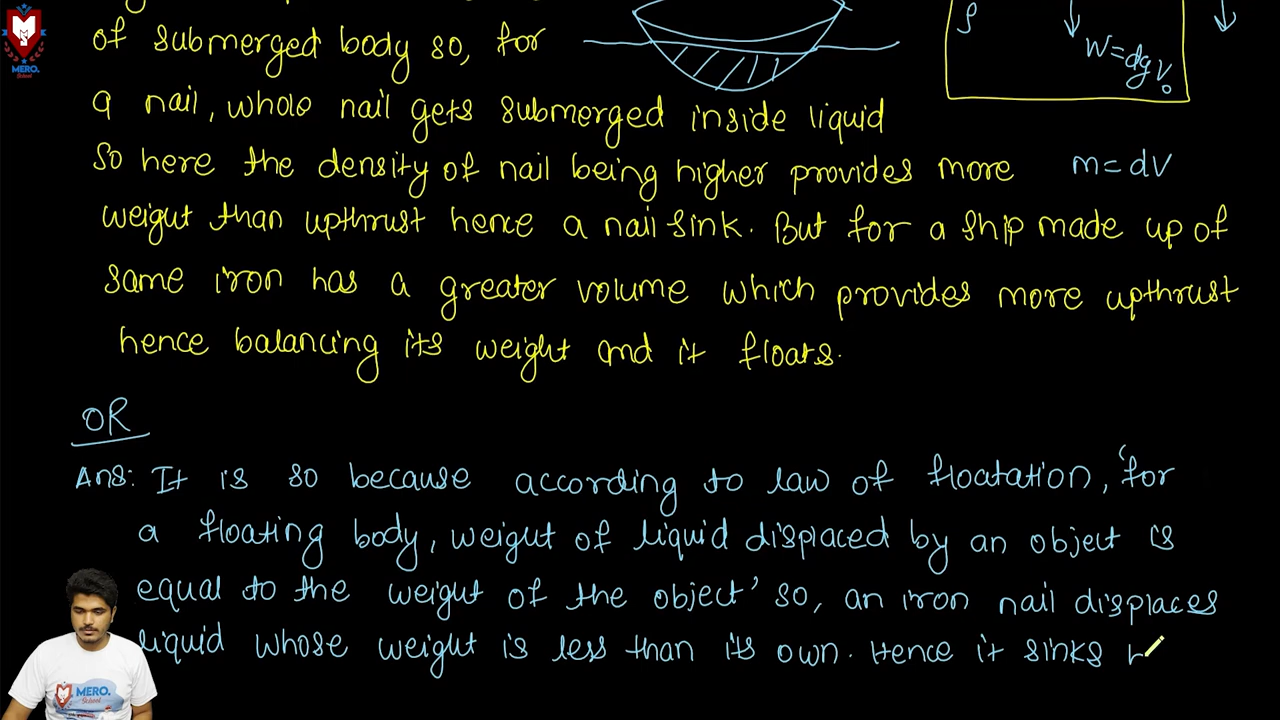 MERO.
School
of submerged body so, for
a nail, whole nail gets submerged inside liquid
So here the density of nail being higher provides more
weight than upthrust hence a nail sink. But for a ship made up of
same iron has a greater volume which provides more upthrust
hence balancing its weight and it floats.
ρ
W=dgV₀
m=dV
OR
Ans: It is so because according to law of floatation, 'for
a floating body, weight of liquid displaced by an object is
equal to the weight of the object' so, an iron nail displaces
liquid whose weight is less than its own. Hence it sinks
MERO.
School